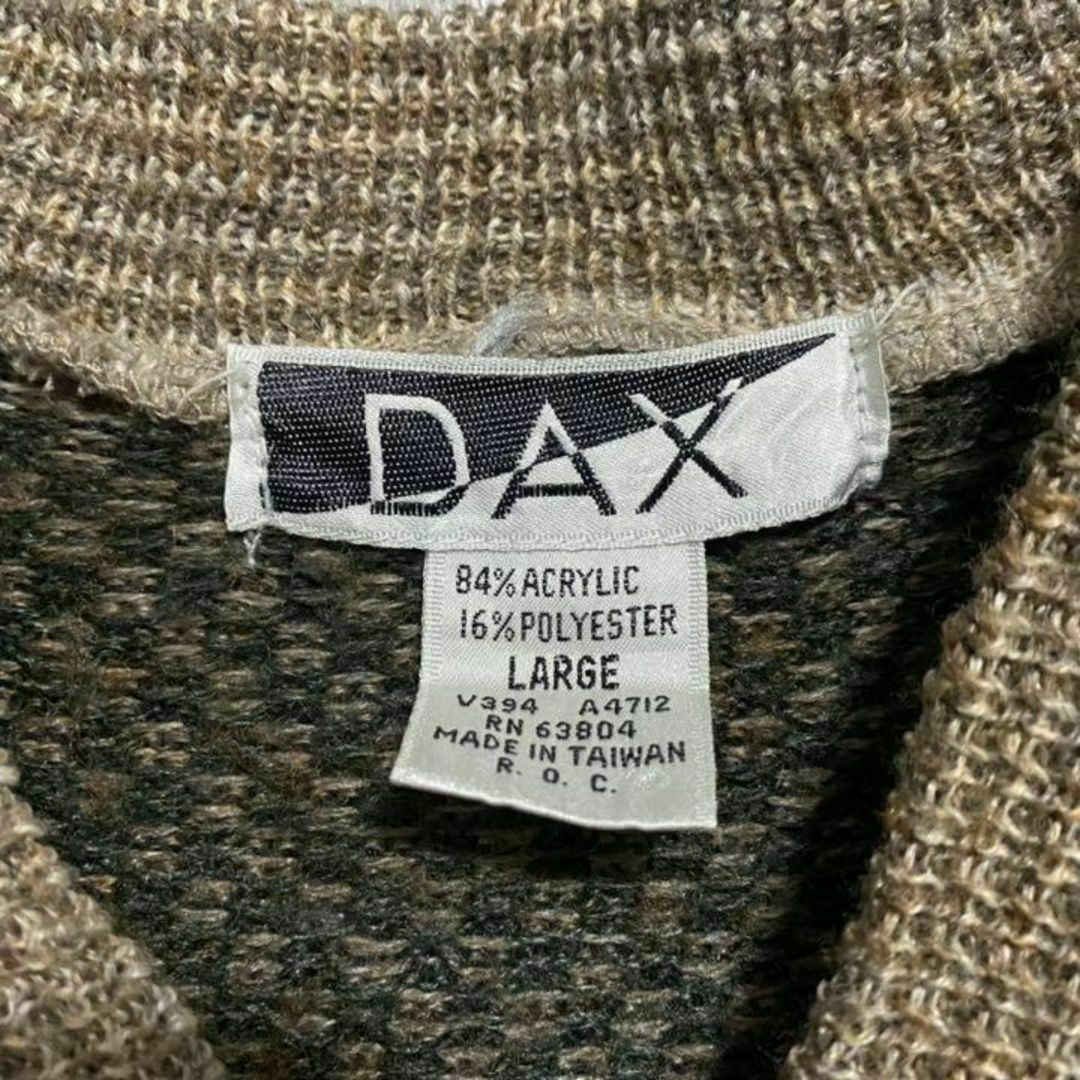 DAX
84% ACRYLIC
16% POLYESTER
LARGE
V394 A4712
RN 63804
MADE IN TAIWAN
R. O. C.